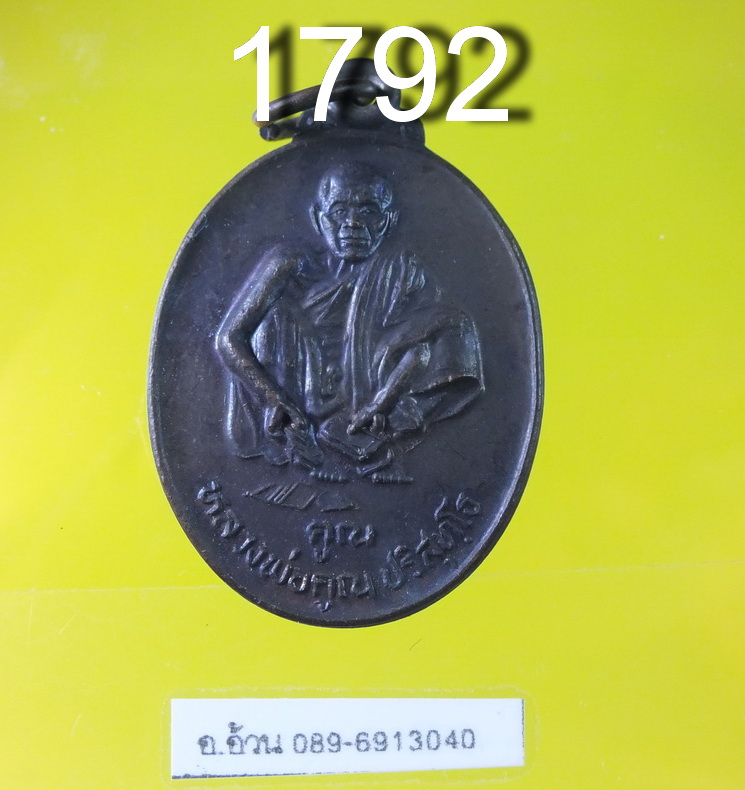 1792
คูณ
หลวงพ่อคูณ ปริสุทฺโธ
อ.อ้วน 089-6913040